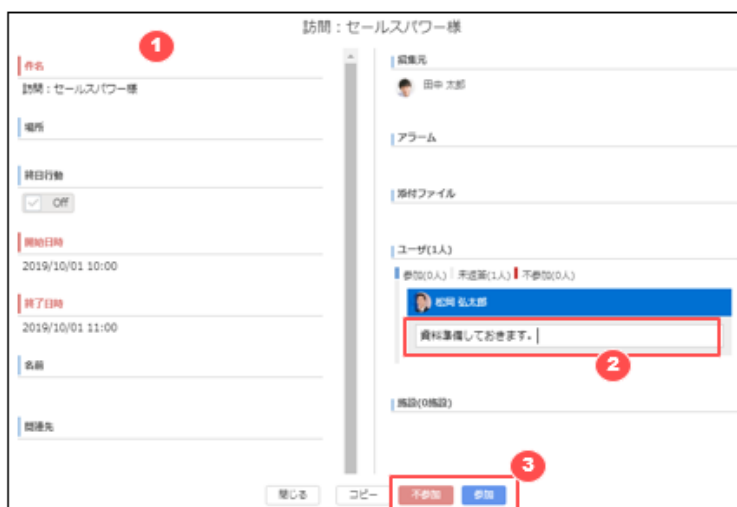 訪問：セールスパワー様
1
件名
訪問：セールスパワー様
場所
終日行動
Off
開始日時
2019/10/01 10:00
終了日時
2019/10/01 11:00
名前
関連先
編集元
田中 太郎
アラーム
添付ファイル
ユーザ(1人)
参加(0人) 未返答(1人) 不参加(0人)
松岡 弘太郎
資料準備しておきます。
2
施設(0施設)
3
閉じる コピー 不参加 参加